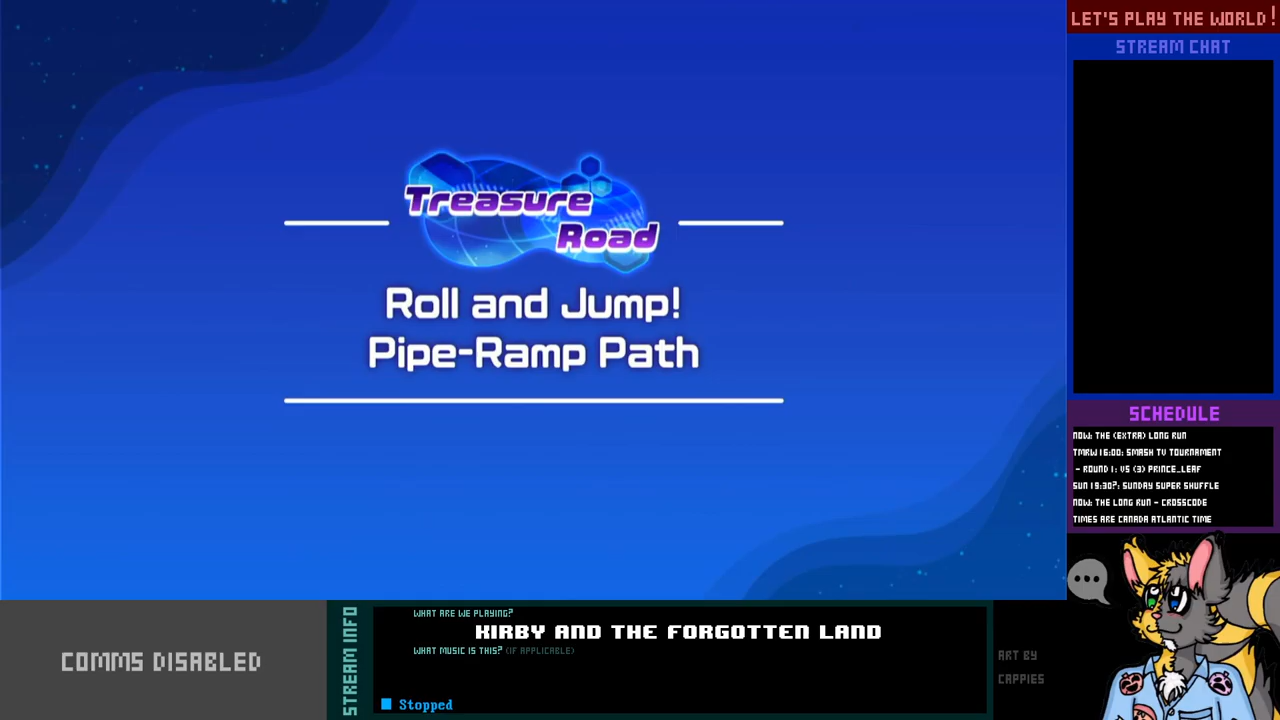 Treasure
Road
Roll and Jump!
Pipe-Ramp Path
LET'S PLAY THE WORLD!
STREAM CHAT
SCHEDULE
NOW: THE (EXTRA) LONG RUN
TMRW 16:00: SMASH TV TOURNAMENT
- ROUND 1: VS (3) PRINCE_LEAF
SUN 19:30?: SUNDAY SUPER SHUFFLE
NOW: THE LONG RUN - CROSSCODE
TIMES ARE CANADA ATLANTIC TIME
COMMS DISABLED
STREAM INFO
WHAT ARE WE PLAYING?
KIRBY AND THE FORGOTTEN LAND
WHAT MUSIC IS THIS? (IF APPLICABLE)
Stopped
ART BY
CAPPIES